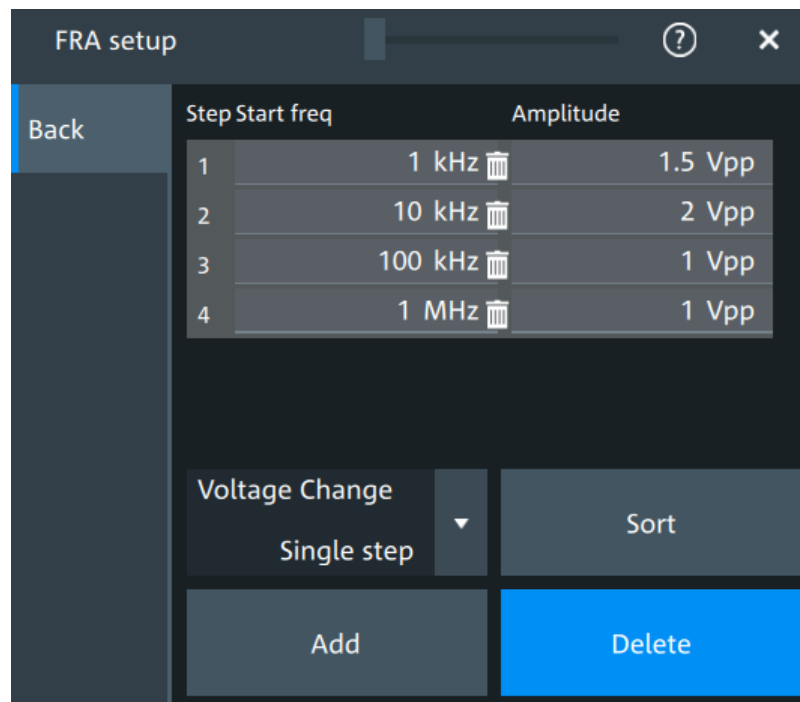 FRA setup
Back
Step Start freq Amplitude
1 1 kHz 1.5 Vpp
2 10 kHz 2 Vpp
3 100 kHz 1 Vpp
4 1 MHz 1 Vpp
Voltage Change
Single step
Sort
Add
Delete